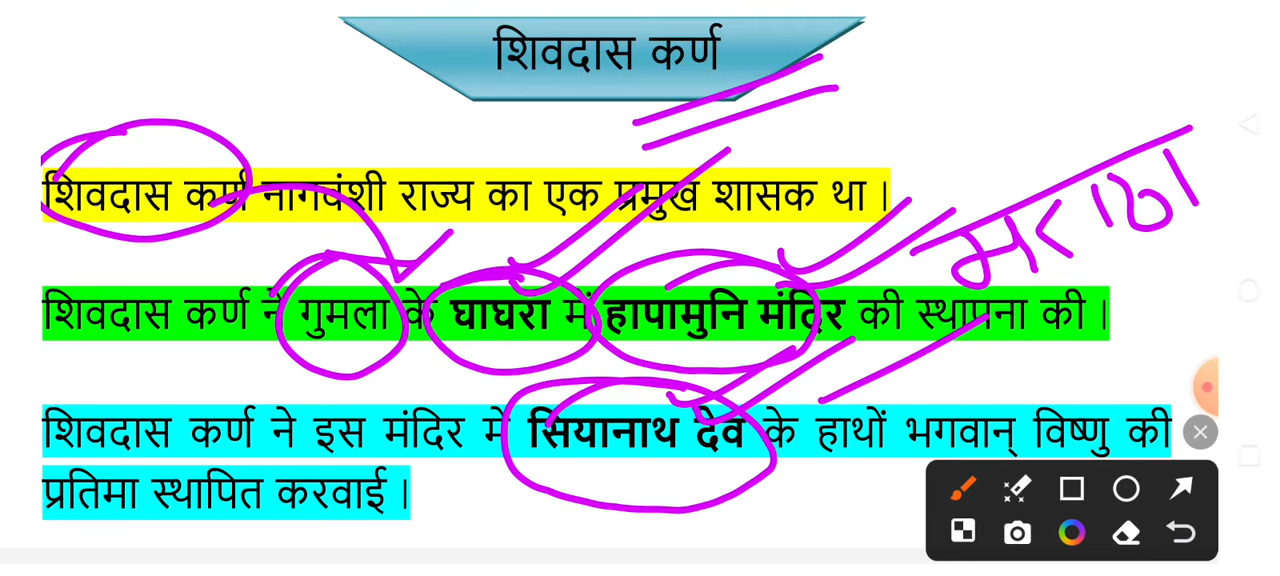 शिवदास कर्ण
शिवदास कर्ण नागवंशी राज्य का एक प्रमुख शासक था।
शिवदास कर्ण ने गुमला के घाघरा में हापामुनि मंदिर की स्थापना की।
मराठा
शिवदास कर्ण ने इस मंदिर में सियानाथ देव के हाथों भगवान् विष्णु की
प्रतिमा स्थापित करवाई।